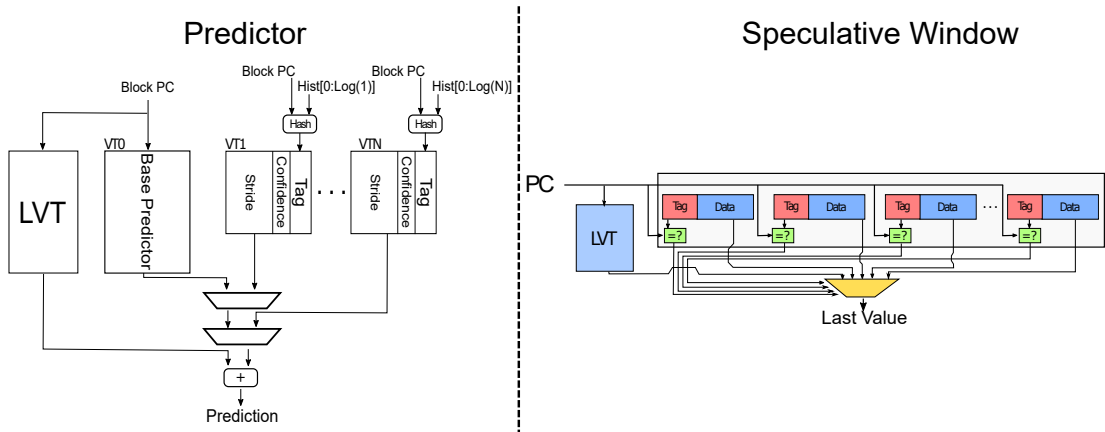 Predictor
Speculative Window
Block PC
Block PC
Block PC
Hist[0:Log(1)]
Hist[0:Log(N)]
Hash
Hash
VT0
VT1
VTN
LVT
Base Predictor
Stride
Confidence
Tag
. . .
Stride
Confidence
Tag
+
Prediction
PC
LVT
Tag
Data
Tag
Data
Tag
Data
...
Tag
Data
=?
=?
=?
=?
Last Value